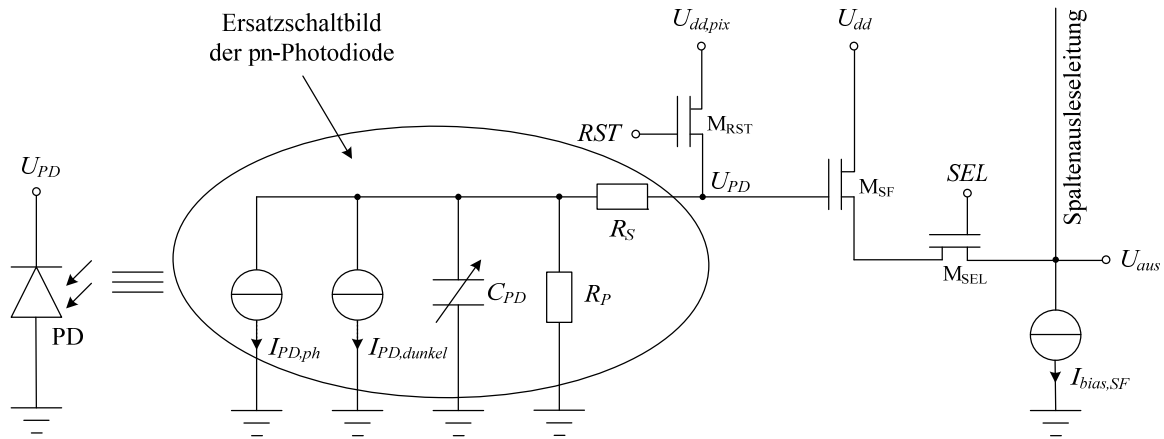 Ersatzschaltbild
der pn-Photodiode
U_dd,pix
U_dd
Spaltenausleseleitung
RST
M_RST
U_PD
U_PD
M_SF
SEL
R_S
M_SEL
U_aus
C_PD
R_P
PD
I_PD,ph
I_PD,dunkel
I_bias,SF